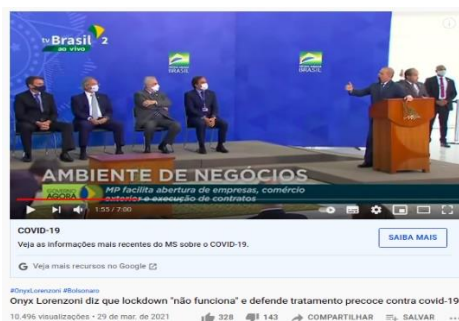 tv Brasil 2
ao vivo
BRASIL
BRASIL
AMBIENTE DE NEGÓCIOS
GOVERNO
AGORA
MP facilita abertura de empresas, comércio
exterior e execução de contratos
1:55 / 7:00
COVID-19
Veja as informações mais recentes do MS sobre o COVID-19.
SAIBA MAIS
G Veja mais recursos no Google
#OnyxLorenzoni #Bolsonaro
Onyx Lorenzoni diz que lockdown "não funciona" e defende tratamento precoce contra covid-19
10.496 visualizações • 29 de mar. de 2021
328
143
COMPARTILHAR
SALVAR
...